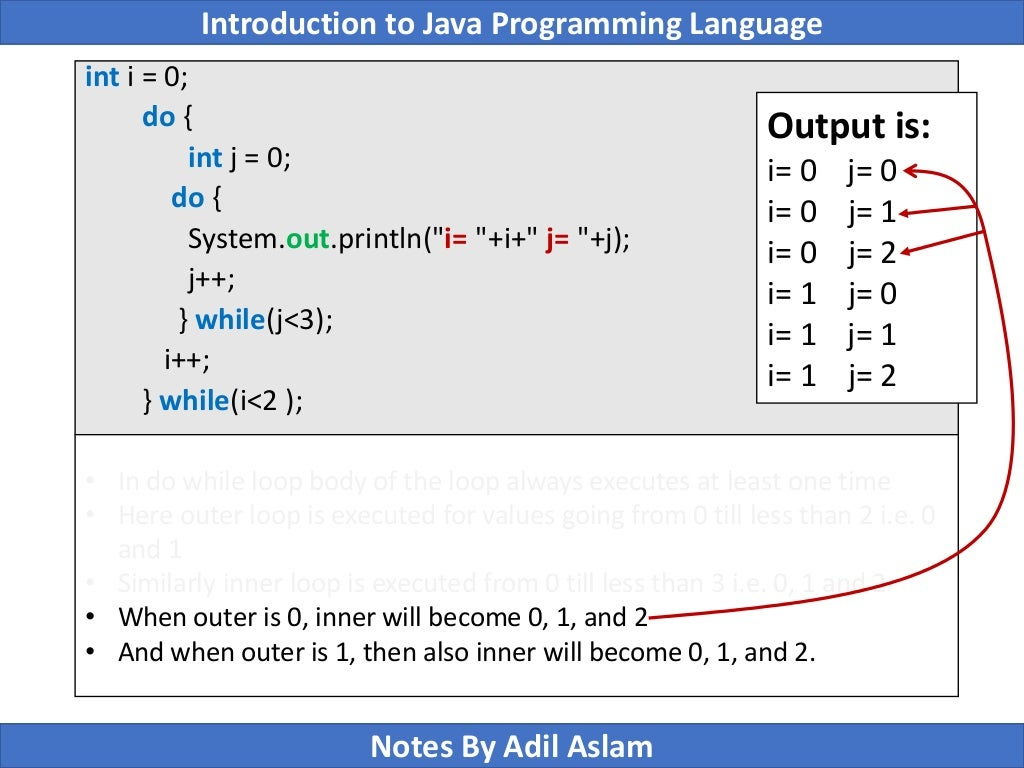 Introduction to Java Programming Language
int i = 0;
do {
int j = 0;
do {
System.out.println("i= "+i+" j= "+j);
j++;
} while(j<3);
i++;
} while(i<2 );
Output is:
i= 0 j= 0
i= 0 j= 1
i= 0 j= 2
i= 1 j= 0
i= 1 j= 1
i= 1 j= 2
• In do while loop body of the loop always executes at least one time
• Here outer loop is executed for values going from 0 till less than 2 i.e. 0
and 1
• Similarly inner loop is executed from 0 till less than 3 i.e. 0, 1 and 2
• When outer is 0, inner will become 0, 1, and 2
• And when outer is 1, then also inner will become 0, 1, and 2.
Notes By Adil Aslam